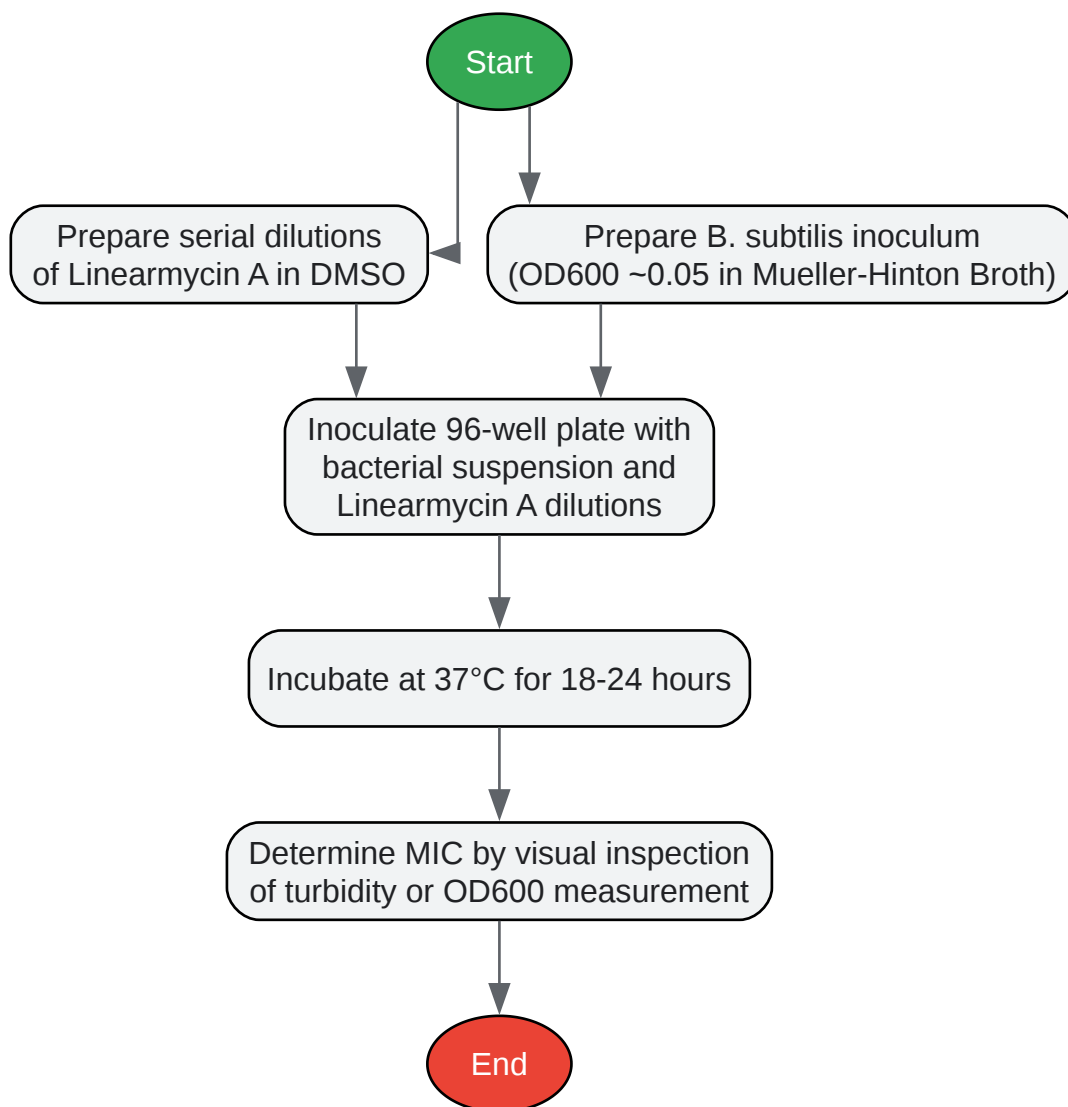 Start
Prepare serial dilutions
of Linearmycin A in DMSO
Prepare B. subtilis inoculum
(OD600 ~0.05 in Mueller-Hinton Broth)
Inoculate 96-well plate with
bacterial suspension and
Linearmycin A dilutions
Incubate at 37°C for 18-24 hours
Determine MIC by visual inspection
of turbidity or OD600 measurement
End